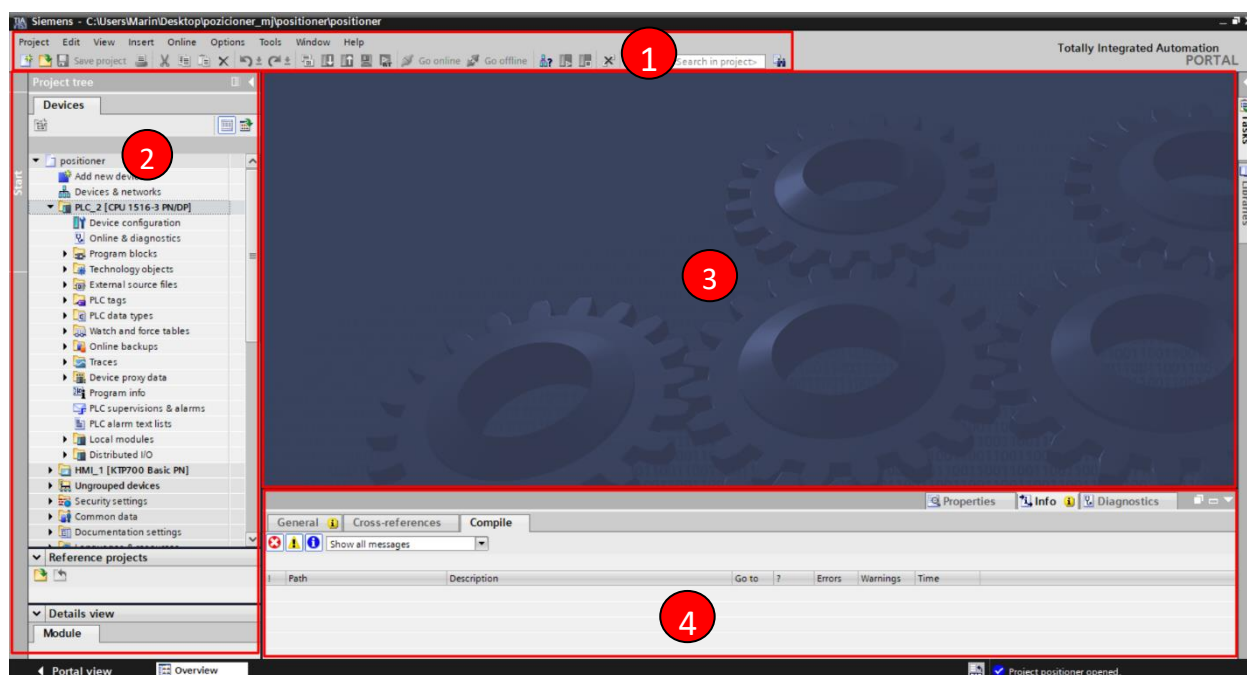 Siemens - C:\Users\Marin\Desktop\pozicioner_mj\positioner\positioner
Project Edit View Insert Online Options Tools Window Help
Totally Integrated Automation
PORTAL
Save project
Go online
Go offline
1
Search in project>
Project tree
Devices
Tasks
Libraries
Start
2
positioner
Add new
Devices & networks
PLC_2 [CPU 1516-3 PN/DP]
Device configuration
Online & diagnostics
Program blocks
Technology objects
External source files
PLC tags
PLC data types
Watch and force tables
Online backups
Traces
Device proxy data
Program info
PLC supervisions & alarms
PLC alarm text lists
Local modules
Distributed I/O
HMI_1 [KTP700 Basic PN]
Ungrouped devices
Security settings
Common data
Documentation settings
Reference projects
Details view
Module
3
Properties Info Diagnostics
General Cross-references Compile
Show all messages
! Path Description Go to ? Errors Warnings Time
4
Portal view
Overview
Project positioner opened.